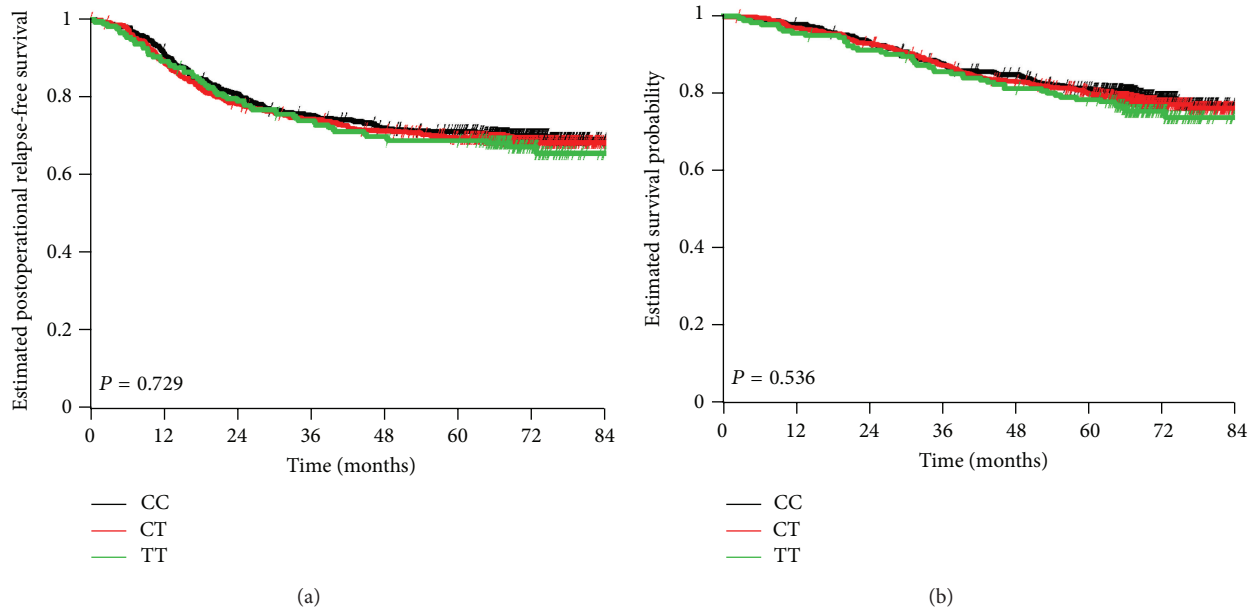 Estimated postoperational relapse-free survival
1
0.8
0.6
0.4
0.2
0
P = 0.729
0 12 24 36 48 60 72 84
Time (months)
CC
CT
TT
(a)
Estimated survival probability
1
0.8
0.6
0.4
0.2
0
P = 0.536
0 12 24 36 48 60 72 84
Time (months)
CC
CT
TT
(b)